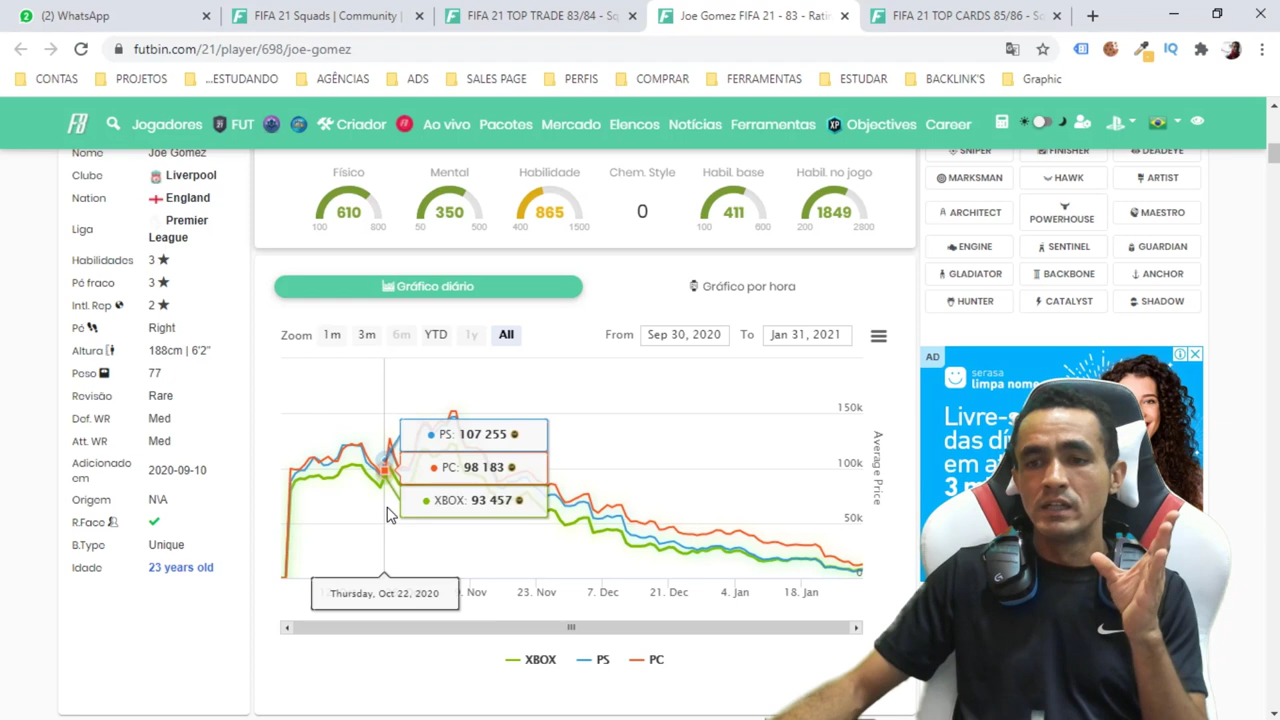 (2) WhatsApp
FIFA 21 Squads | Community |
FIFA 21 TOP TRADE 83/84 - Sq
Joe Gomez FIFA 21 - 83 - Ratin
FIFA 21 TOP CARDS 85/86 - So
futbin.com/21/player/698/joe-gomez
IQ
CONTAS
PROJETOS
...ESTUDANDO
AGÊNCIAS
ADS
SALES PAGE
PERFIS
COMPRAR
FERRAMENTAS
ESTUDAR
BACKLINK'S
Graphic
Jogadores
FUT
Criador
Ao vivo
Pacotes
Mercado
Elencos
Notícias
Ferramentas
XP Objectives
Career
Nome Joe Gomez
Clube Liverpool
Nation England
Liga Premier
League
Habilidades 3
Pé fraco 3
Intl. Rep 2
Pé Right
Altura 188cm | 6'2"
Peso 77
Revisão Rare
Def. WR Med
Att. WR Med
Adicionado
em 2020-09-10
Origem N\A
R.Face
B.Type Unique
Idade 23 years old
Físico
610
100 800
Mental
350
50 500
Habilidade
865
400 1500
Chem. Style
0
Habil. base
411
100 600
Habil. no jogo
1849
200 2800
Gráfico diário
Gráfico por hora
Zoom 1m 3m 6m YTD 1y All
From Sep 30, 2020 To Jan 31, 2021
150k
100k
50k
0
Average Price
PS: 107 255
PC: 98 183
XBOX: 93 457
Thursday, Oct 22, 2020
. Nov
23. Nov
7. Dec
21. Dec
4. Jan
18. Jan
XBOX
PS
PC
SNIPER
FINISHER
DEADEYE
MARKSMAN
HAWK
ARTIST
ARCHITECT
POWERHOUSE
MAESTRO
ENGINE
SENTINEL
GUARDIAN
GLADIATOR
BACKBONE
ANCHOR
HUNTER
CATALYST
SHADOW
AD
serasa
limpa nome
Livre-s
das dí
em a
3 m